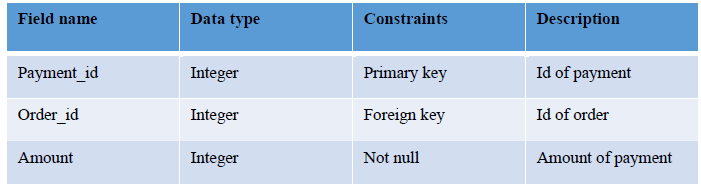 Field name Data type Constraints Description
Payment_id Integer Primary key Id of payment
Order_id Integer Foreign key Id of order
Amount Integer Not null Amount of payment